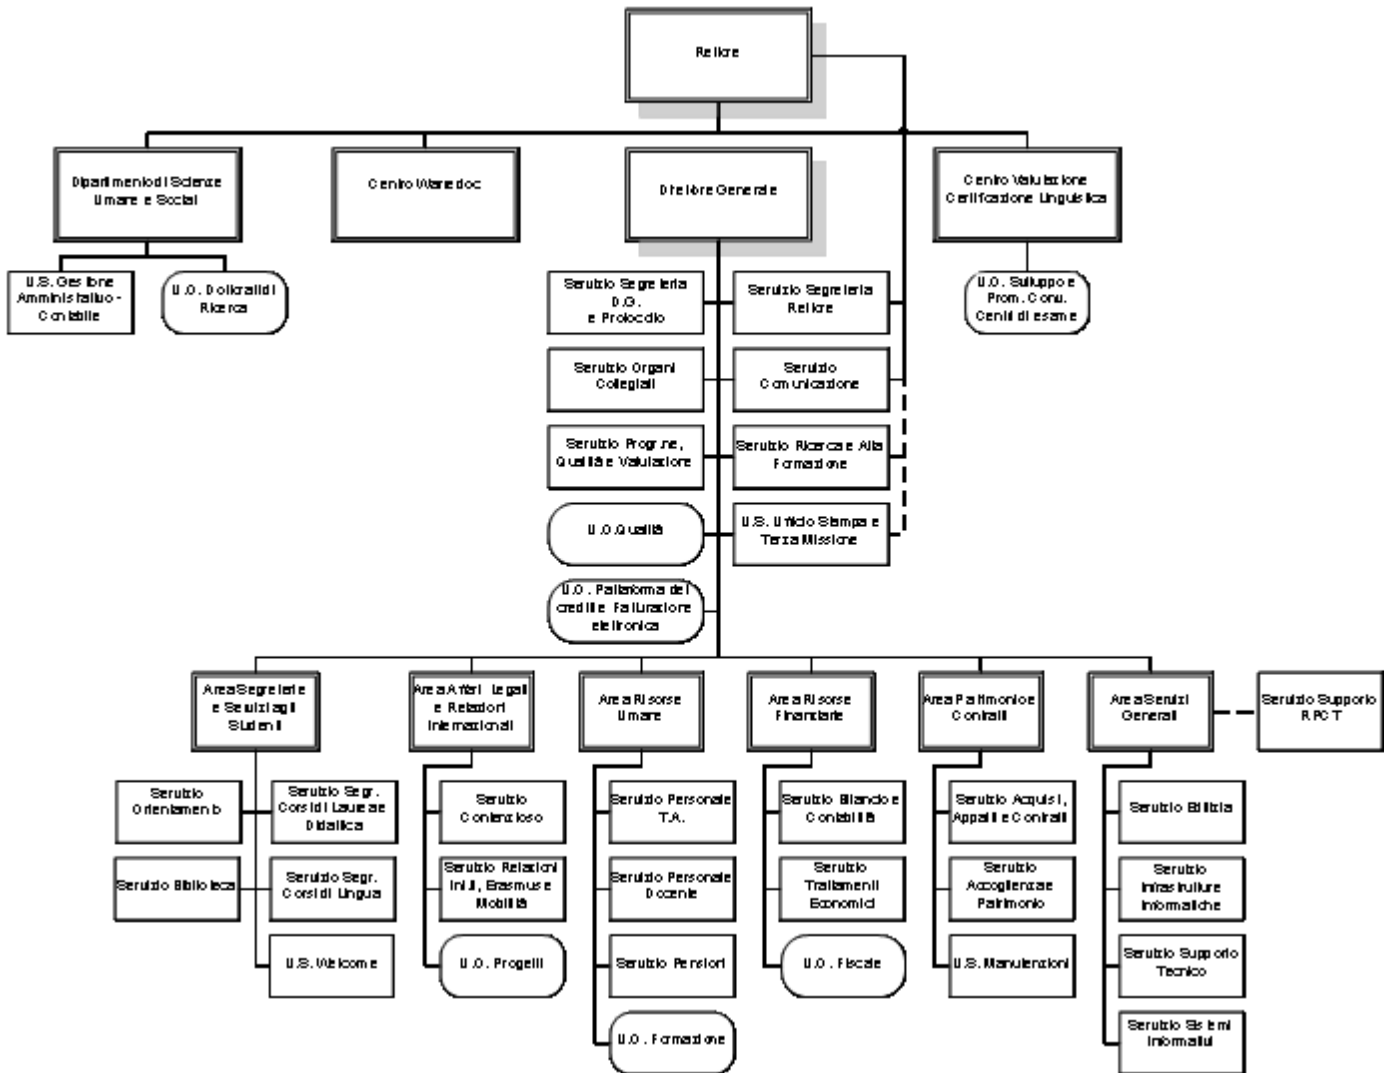 Rettore
Dipartimento di Scienze
Umane e Sociali
Centro Warredoc
Direttore Generale
Centro Valutazione
Certificazione Linguistica
U.S. Gestione
Amministrativo -
Contabile
U.O. Dottorati di
Ricerca
Servizio Segreteria
D.G.
e Protocollo
Servizio Segreteria
Rettore
U.O. Sviluppo e
Prom. Conv.
Centri di esame
Servizio Organi
Collegiali
Servizio
Comunicazione
Servizio Progr.ne,
Qualità e Valutazione
Servizio Ricerca e Alta
Formazione
U.O. Qualità
U.S. Ufficio Stampa e
Terza Missione
U.O. Piattaforma dei
crediti e Fatturazione
elettronica
Area Segreterie
e Servizi agli
Studenti
Area Affari Legali
e Relazioni
Internazionali
Area Risorse
Umane
Area Risorse
Finanziarie
Area Patrimonio e
Contratti
Area Servizi
Generali
Servizio Supporto
RPCT
Servizio
Orientamento
Servizio Segr.
Corsi di Laurea e
Didattica
Servizio
Contenzioso
Servizio Personale
T.A.
Servizio Bilancio e
Contabilità
Servizio Acquisti,
Appalti e Contratti
Servizio Edilizia
Servizio Biblioteca
Servizio Segr.
Corsi di Lingua
Servizio Relazioni
Int.li, Erasmus e
Mobilità
Servizio Personale
Docente
Servizio
Trattamenti
Economici
Servizio
Accoglienza e
Patrimonio
Servizio
Infrastrutture
Informatiche
U.S. Welcome
U.O. Progetti
Servizio Pensioni
U.O. Fiscale
U.S. Manutenzioni
Servizio Supporto
Tecnico
U.O. Formazione
Servizio Sistemi
Informativi